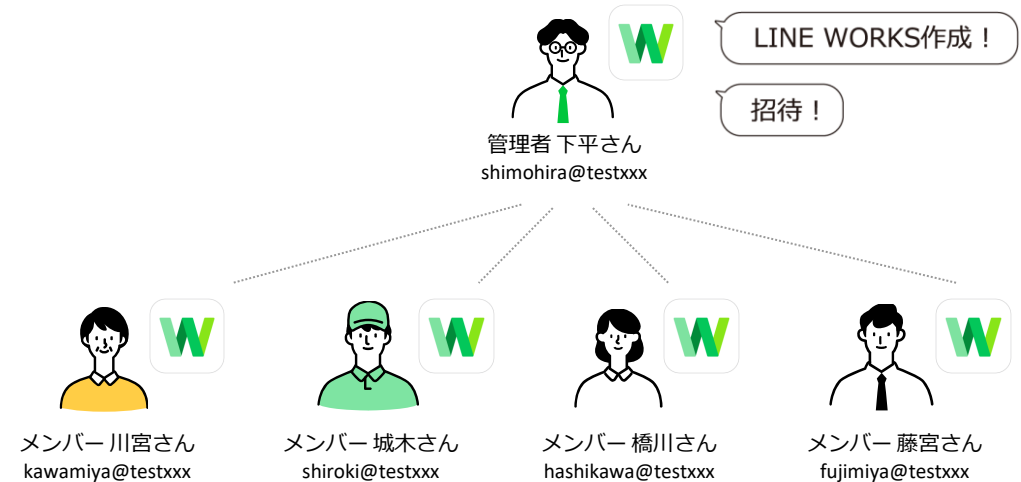 LINE WORKS作成！
招待！
管理者 下平さん
shimohira@testxxx
メンバー 川宮さん
kawamiya@testxxx
メンバー 城木さん
shiroki@testxxx
メンバー 橋川さん
hashikawa@testxxx
メンバー 藤宮さん
fujimiya@testxxx